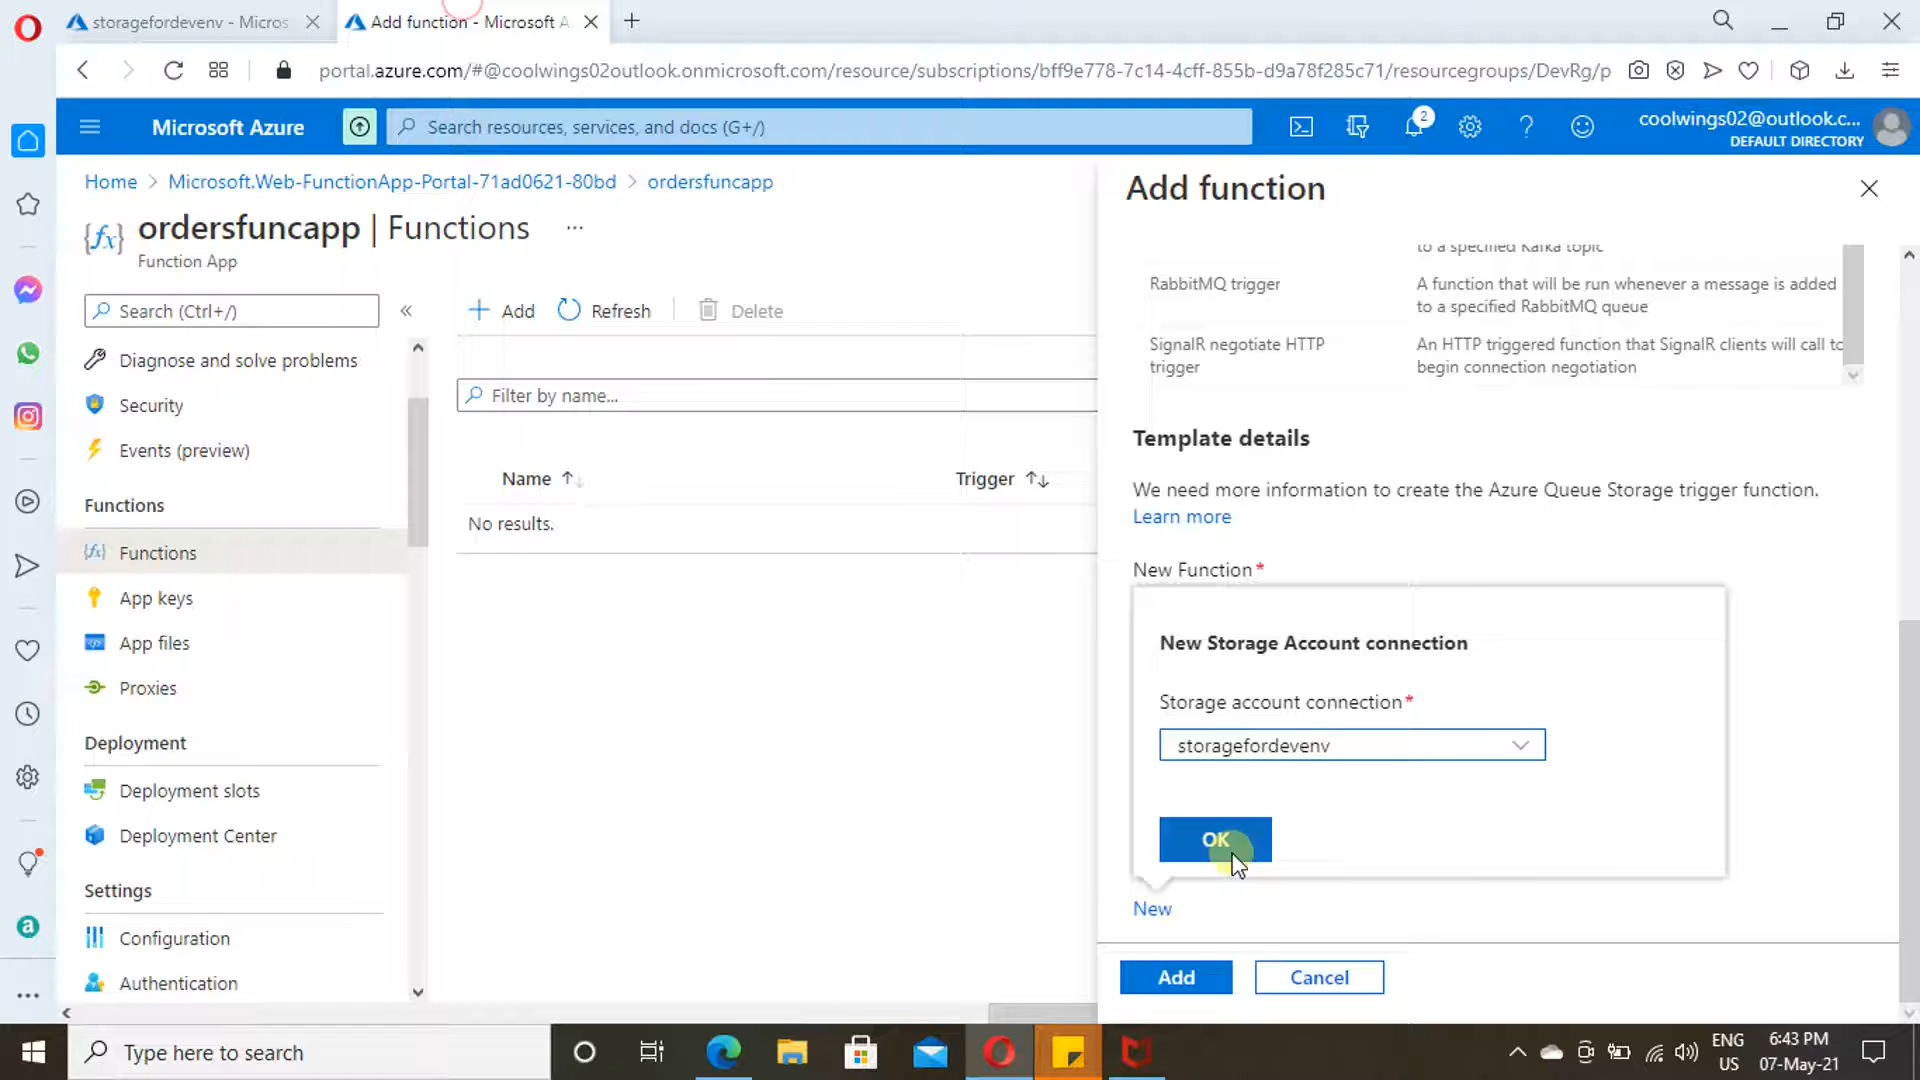 storagefordevenv - Micros
Add function - Microsoft A
portal.azure.com/#@coolwings02outlook.onmicrosoft.com/resource/subscriptions/bff9e778-7c14-4cff-855b-d9a78f285c71/resourcegroups/DevRg/p
Microsoft Azure
Search resources, services, and docs (G+/)
2
coolwings02@outlook.c...
DEFAULT DIRECTORY
Home > Microsoft.Web-FunctionApp-Portal-71ad0621-80bd > ordersfuncapp
{fx}
ordersfuncapp | Functions ...
Function App
Search (Ctrl+/)
«
Diagnose and solve problems
Security
Events (preview)
Functions
{fx} Functions
App keys
App files
Proxies
Deployment
Deployment slots
Deployment Center
Settings
Configuration
Authentication
Add
Refresh
Delete
Filter by name...
Name
Trigger
No results.
Add function
to a specified Kafka topic
RabbitMQ trigger
A function that will be run whenever a message is added
to a specified RabbitMQ queue
SignalR negotiate HTTP
trigger
An HTTP triggered function that SignalR clients will call to
begin connection negotiation
Template details
We need more information to create the Azure Queue Storage trigger function.
Learn more
New Function*
New Storage Account connection
Storage account connection*
storagefordevenv
OK
New
Add
Cancel
Type here to search
ENG
US
6:43 PM
07-May-21